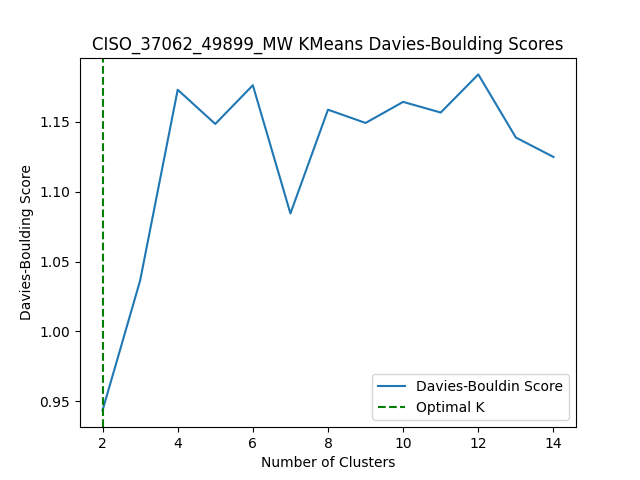 CISO_37062_49899_MW KMeans Davies-Boulding Scores
Davies-Boulding Score
1.15
1.10
1.05
1.00
0.95
Davies-Bouldin Score
Optimal K
2 4 6 8 10 12 14
Number of Clusters